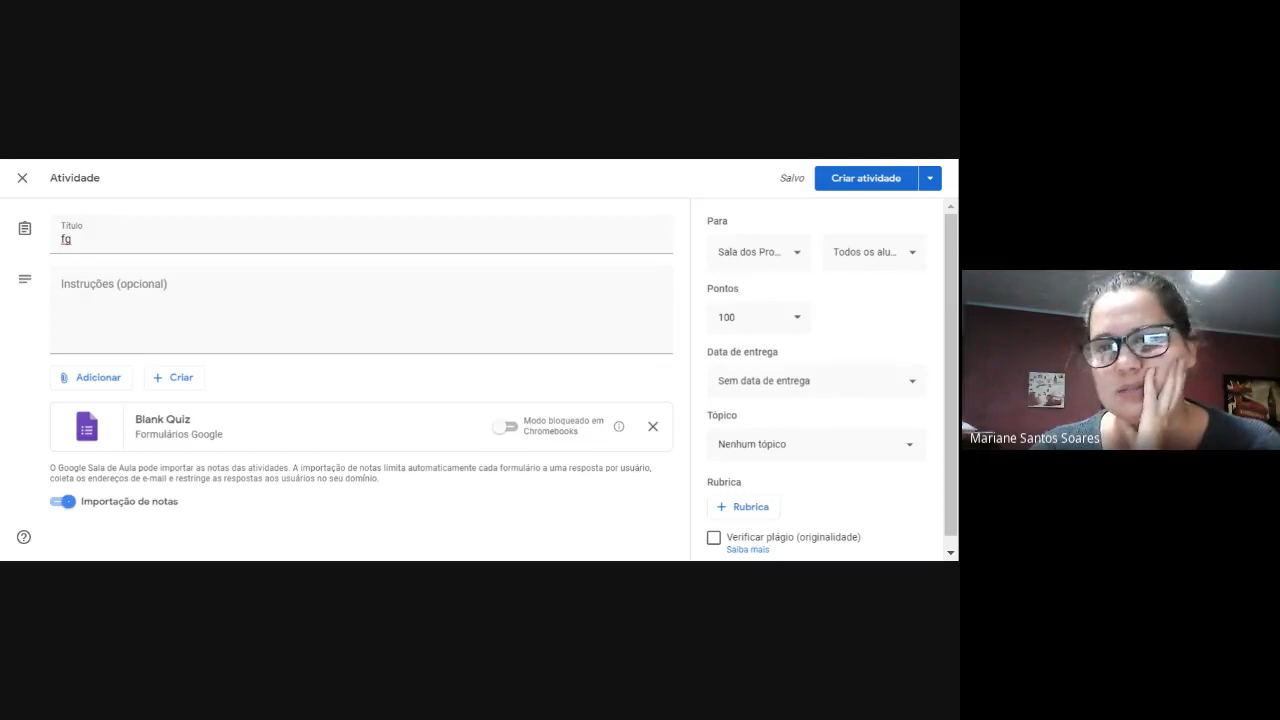 Atividade
Salvo
Criar atividade
Título
fg
Instruções (opcional)
Adicionar
Criar
Blank Quiz
Formulários Google
Modo bloqueado em
Chromebooks
O Google Sala de Aula pode importar as notas das atividades. A importação de notas limita automaticamente cada formulário a uma resposta por usuário,
coleta os endereços de e-mail e restringe as respostas aos usuários no seu domínio.
Importação de notas
Para
Sala dos Pro...
Todos os alu...
Pontos
100
Data de entrega
Sem data de entrega
Tópico
Nenhum tópico
Rubrica
+ Rubrica
Verificar plágio (originalidade)
Saiba mais
Mariane Santos Soares